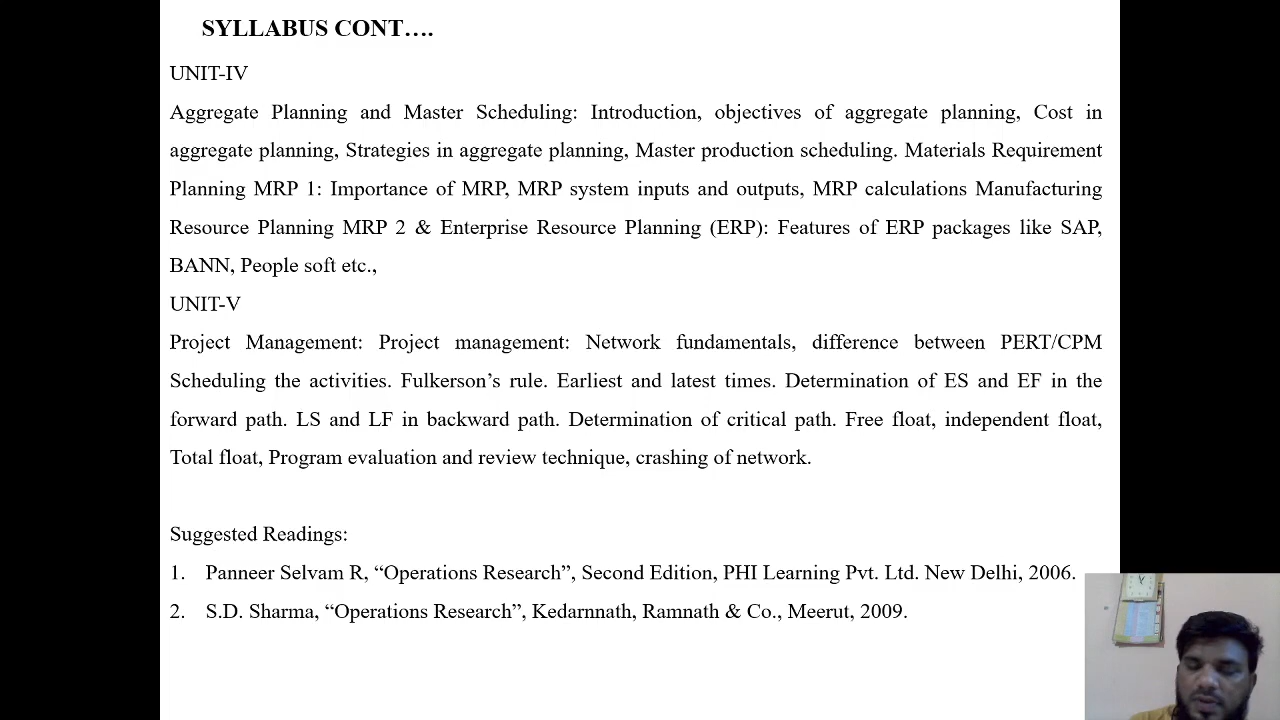 SYLLABUS CONT….
UNIT-IV
Aggregate Planning and Master Scheduling: Introduction, objectives of aggregate planning, Cost in
aggregate planning, Strategies in aggregate planning, Master production scheduling. Materials Requirement
Planning MRP 1: Importance of MRP, MRP system inputs and outputs, MRP calculations Manufacturing
Resource Planning MRP 2 & Enterprise Resource Planning (ERP): Features of ERP packages like SAP,
BANN, People soft etc.,
UNIT-V
Project Management: Project management: Network fundamentals, difference between PERT/CPM
Scheduling the activities. Fulkerson’s rule. Earliest and latest times. Determination of ES and EF in the
forward path. LS and LF in backward path. Determination of critical path. Free float, independent float,
Total float, Program evaluation and review technique, crashing of network.
Suggested Readings:
1. Panneer Selvam R, “Operations Research”, Second Edition, PHI Learning Pvt. Ltd. New Delhi, 2006.
2. S.D. Sharma, “Operations Research”, Kedarnnath, Ramnath & Co., Meerut, 2009.